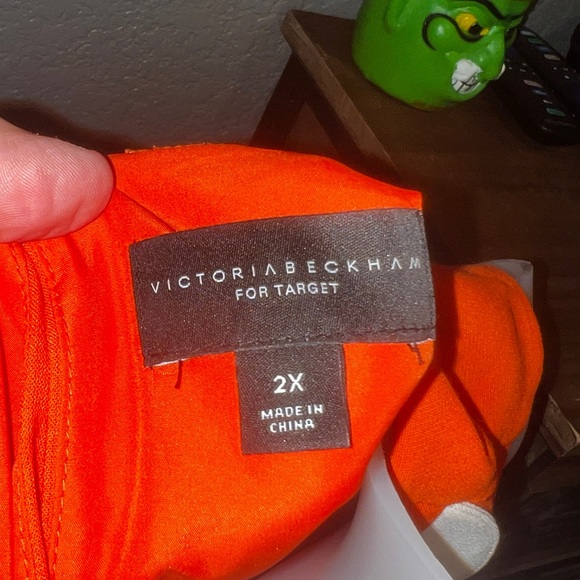 VICTORIABECKHAM
FOR TARGET
2X
MADE IN
CHINA